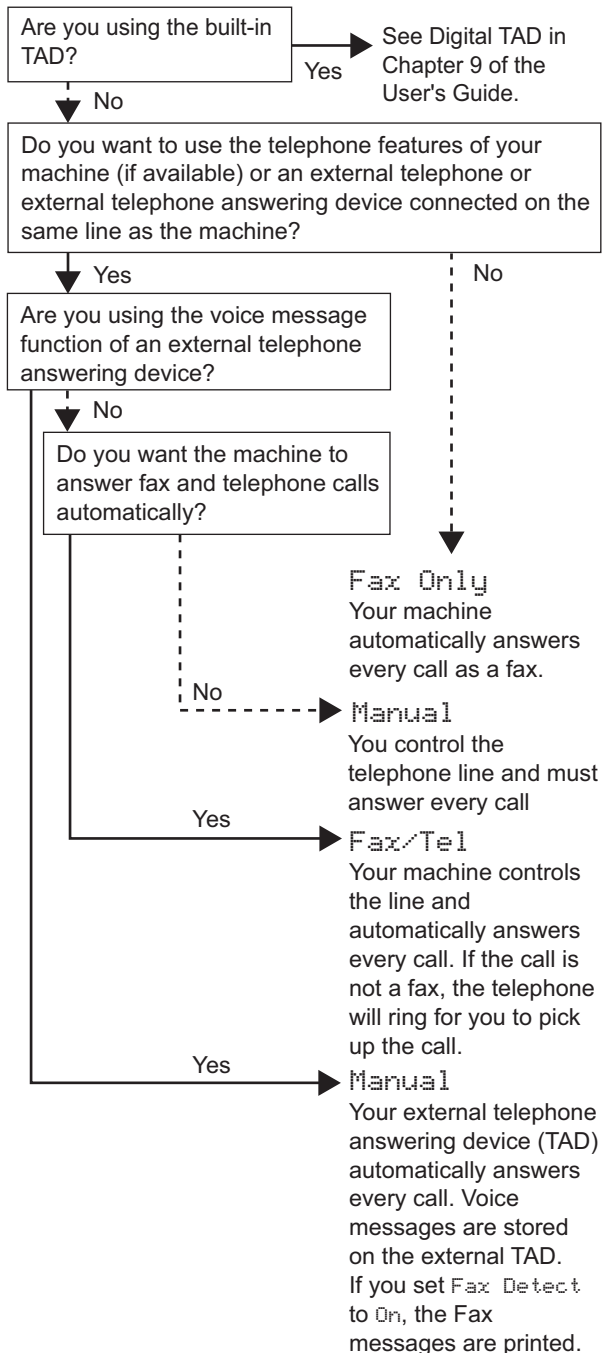 Are you using the built-in
TAD?
Yes
See Digital TAD in
Chapter 9 of the
User's Guide.
No
Do you want to use the telephone features of your
machine (if available) or an external telephone or
external telephone answering device connected on the
same line as the machine?
Yes
No
Are you using the voice message
function of an external telephone
answering device?
No
Do you want the machine to
answer fax and telephone calls
automatically?
Fax Only
Your machine
automatically answers
every call as a fax.
No
Manual
You control the
telephone line and must
answer every call
Yes
Fax/Tel
Your machine controls
the line and
automatically answers
every call. If the call is
not a fax, the telephone
will ring for you to pick
up the call.
Yes
Manual
Your external telephone
answering device (TAD)
automatically answers
every call. Voice
messages are stored
on the external TAD.
If you set Fax Detect
to On, the Fax
messages are printed.